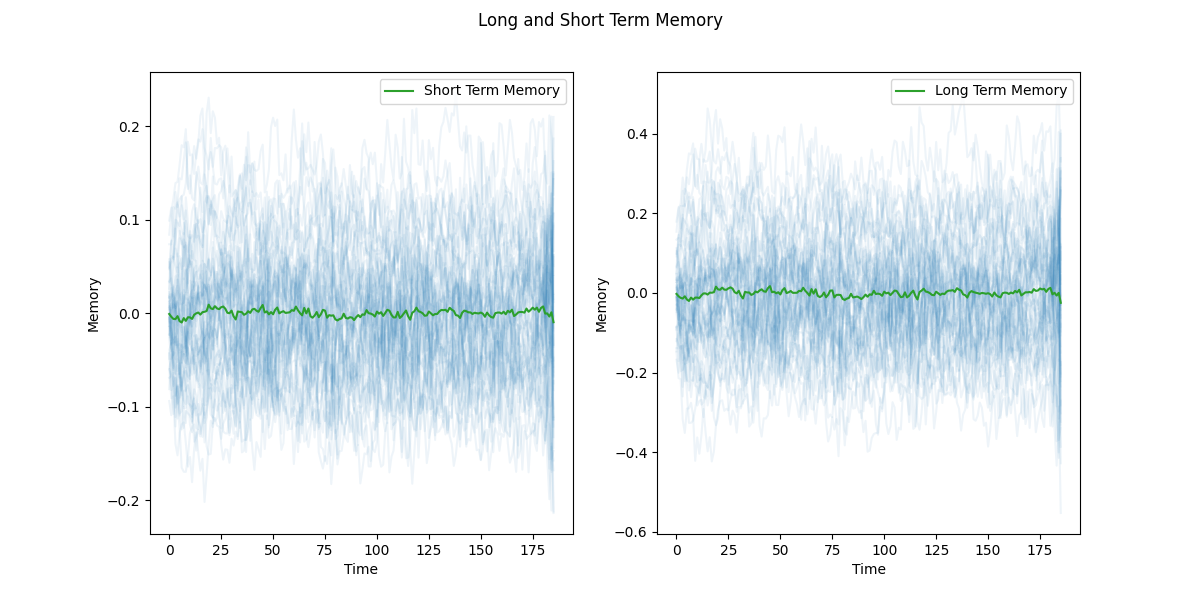 Long and Short Term Memory
Short Term Memory
0.2
0.1
0.0
−0.1
−0.2
Memory
0 25 50 75 100 125 150 175
Time
Long Term Memory
0.4
0.2
0.0
−0.2
−0.4
−0.6
Memory
0 25 50 75 100 125 150 175
Time